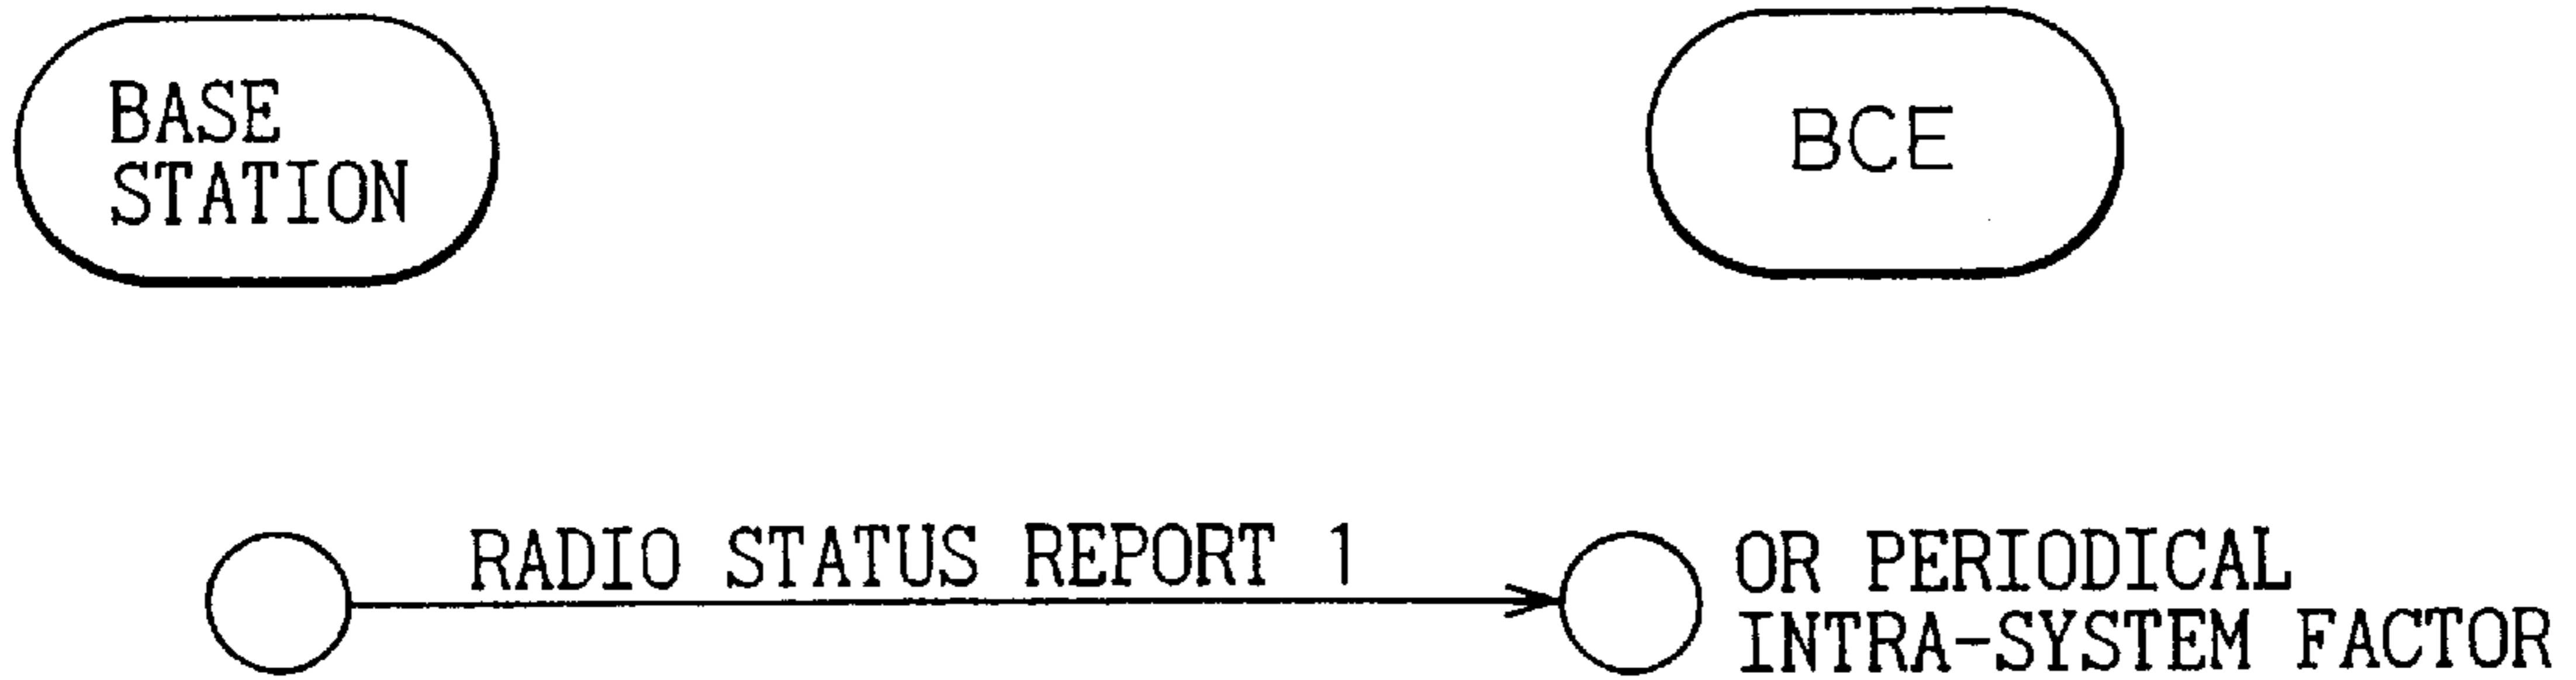 BASE
STATION
BCE
RADIO STATUS REPORT 1
OR PERIODICAL
INTRA-SYSTEM FACTOR